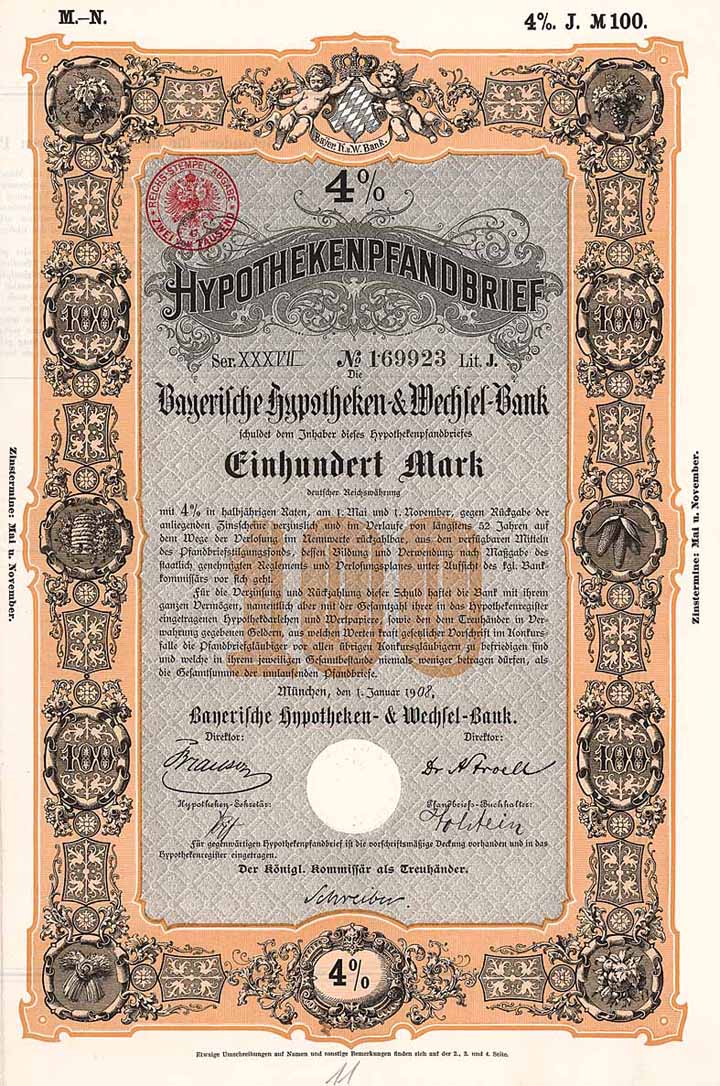 M.–N.
4%. J. M 100.
Bayer. H. u. W. Bank.
REICHSSTEMPELABGABE
ZWEI VOM TAUSEND
4%
HYPOTHEKENPFANDBRIEF
Ser. XXXVII № 169923 Lit. J.
Die
Bayerische Hypotheken-& Wechsel-Bank
schuldet dem Inhaber dieses Hypothekenpfandbriefes
Einhundert Mark
deutscher Reichswährung
mit 4% in halbjährigen Raten, am 1. Mai und 1. November, gegen Rückgabe der
anliegenden Zinscheine verzinslich und im Verlaufe von längstens 52 Jahren auf
dem Wege der Verlosung im Nennwerte rückzahlbar, aus den verfügbaren Mitteln
des Pfandbrieftilgungsfonds, dessen Bildung und Verwendung nach Maßgabe des
staatlich genehmigten Reglements und Verlosungsplanes unter Aufsicht des kgl. Bank-
kommissärs vor sich geht.
Für die Verzinsung und Rückzahlung dieser Schuld haftet die Bank mit ihrem
ganzen Vermögen, namentlich aber mit der Gesamtzahl ihrer in das Hypothekenregister
eingetragenen Hypothekdarlehen und Wertpapiere, sowie den dem Treuhänder in Ver-
wahrung gegebenen Geldern, aus welchen Werten kraft gesetzlicher Vorschrift im Konkurs-
falle die Pfandbriefgläubiger vor allen übrigen Konkursgläubigern zu befriedigen sind
und welche in ihrem jeweiligen Gesamtbestande niemals weniger betragen dürfen, als
die Gesamtsumme der umlaufenden Pfandbriefe.
München, den 1. Januar 1908.
Bayerische Hypotheken- & Wechsel-Bank.
Direktor: Direktor:
Hypotheken-Sekretär: Pfandbriefs-Buchhalter:
Holstein
Für gegenwärtigen Hypothekenpfandbrief ist die vorschriftsmäßige Deckung vorhanden und in das
Hypothekenregister eingetragen.
Der Königl. Kommissär als Treuhänder.
Schreiber.
100
100
100
100
100
4%
Zinstermine: Mai u. November.
Zinstermine: Mai u. November.
Etwaige Umschreibungen auf Namen und sonstige Bemerkungen finden sich auf der 2., 3. und 4. Seite.
11